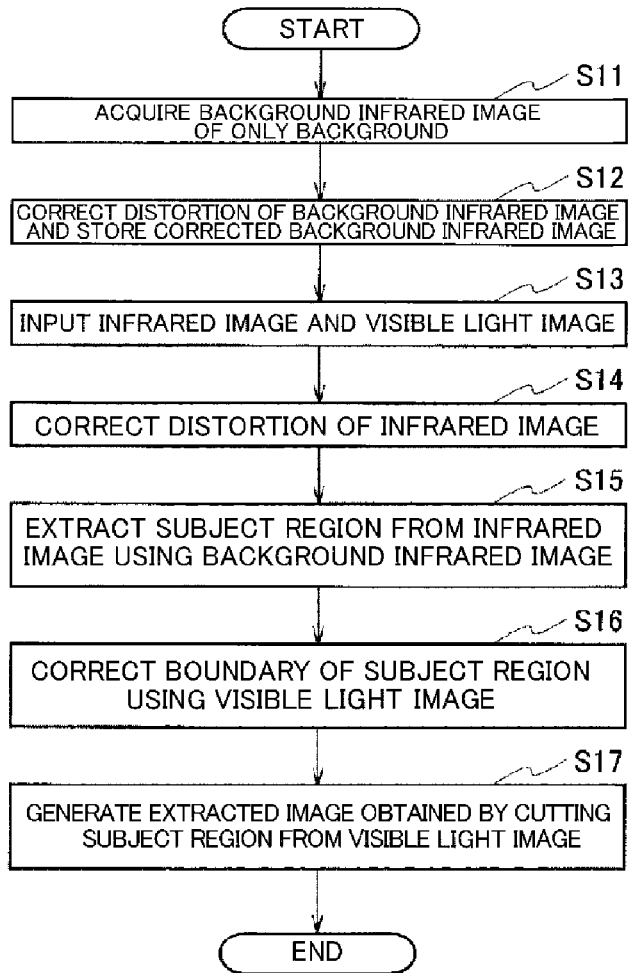 START
S11
ACQUIRE BACKGROUND INFRARED IMAGE
OF ONLY BACKGROUND
S12
CORRECT DISTORTION OF BACKGROUND INFRARED IMAGE
AND STORE CORRECTED BACKGROUND INFRARED IMAGE
S13
INPUT INFRARED IMAGE AND VISIBLE LIGHT IMAGE
S14
CORRECT DISTORTION OF INFRARED IMAGE
S15
EXTRACT SUBJECT REGION FROM INFRARED
IMAGE USING BACKGROUND INFRARED IMAGE
S16
CORRECT BOUNDARY OF SUBJECT REGION
USING VISIBLE LIGHT IMAGE
S17
GENERATE EXTRACTED IMAGE OBTAINED BY CUTTING
SUBJECT REGION FROM VISIBLE LIGHT IMAGE
END